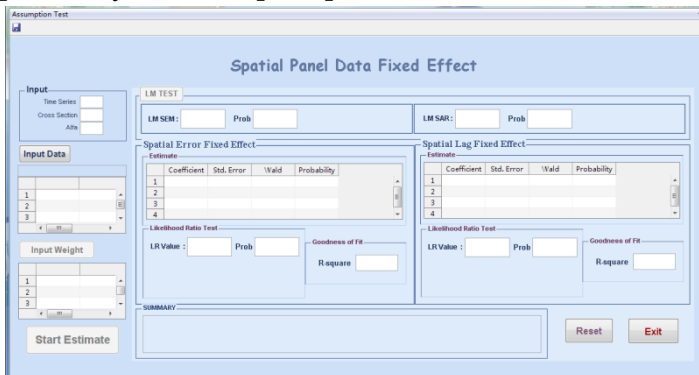 Assumption Test
Spatial Panel Data Fixed Effect
Input
Time Series
Cross Section
Alfa
Input Data
1
2
3
Input Weight
1
2
3
Start Estimate
LM TEST
LM SEM : Prob
LM SAR : Prob
Spatial Error Fixed Effect
Estimate
Coefficient Std. Error Wald Probability
1
2
3
4
Likelihood Ratio Test
LR Value : Prob
Goodness of Fit
R-square
Spatial Lag Fixed Effect
Estimate
Coefficient Std. Error Wald Probability
1
2
3
4
Likelihood Ratio Test
LR Value : Prob
Goodness of Fit
R-square
SUMMARY
Reset Exit